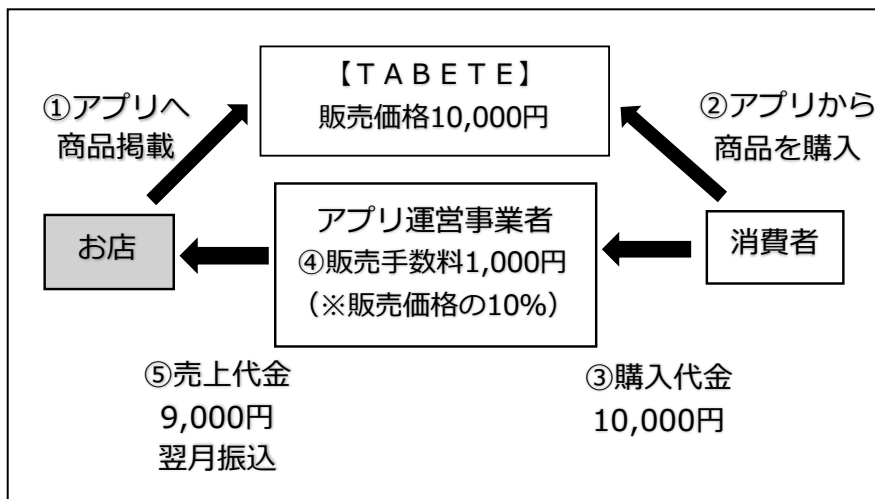 【ＴＡＢＥＴＥ】
販売価格10,000円
①アプリへ
商品掲載
②アプリから
商品を購入
お店
アプリ運営事業者
④販売手数料1,000円
（※販売価格の10%）
消費者
⑤売上代金
9,000円
翌月振込
③購入代金
10,000円